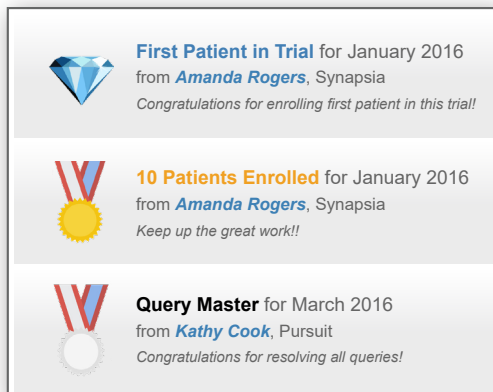 First Patient in Trial for January 2016
from Amanda Rogers, Synapsia
Congratulations for enrolling first patient in this trial!
10 Patients Enrolled for January 2016
from Amanda Rogers, Synapsia
Keep up the great work!!
Query Master for March 2016
from Kathy Cook, Pursuit
Congratulations for resolving all queries!